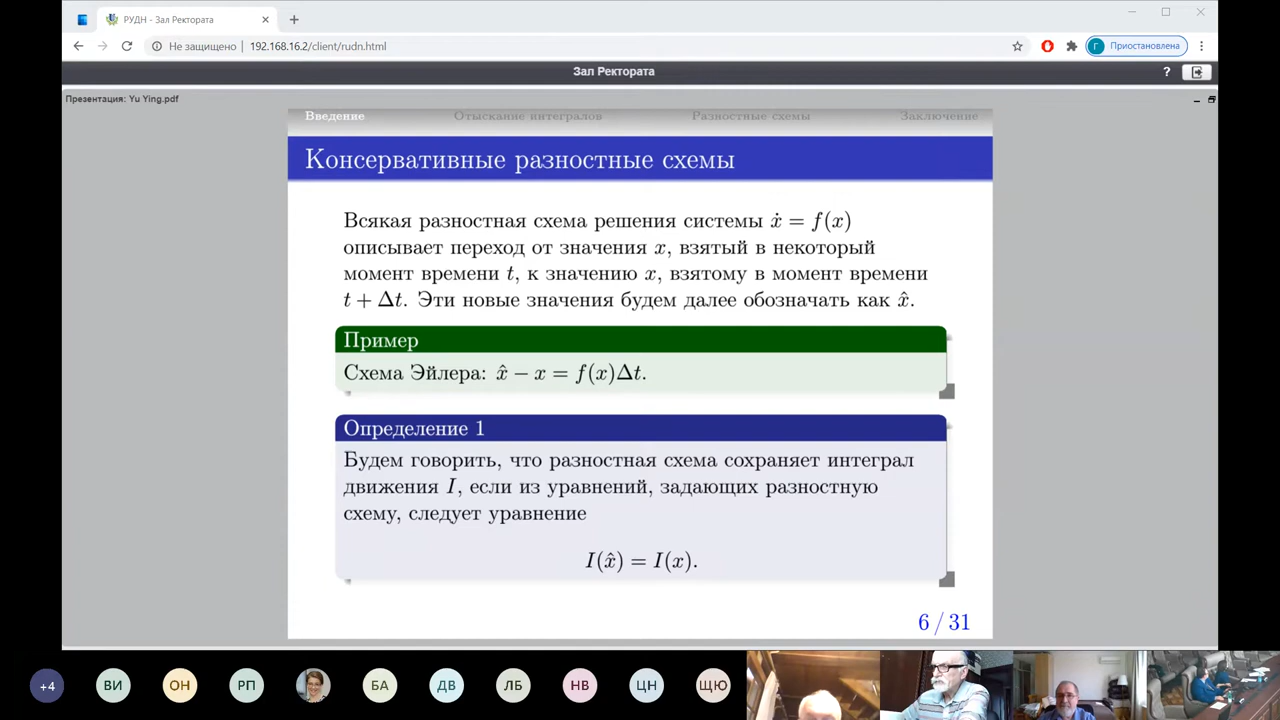 РУДН - Зал Ректората
Не защищено | 192.168.16.2/client/rudn.html
Г Приостановлена
Зал Ректората
?
Презентация: Yu Ying.pdf
Введение Отыскание интегралов Разностные схемы Заключение
Консервативные разностные схемы
Всякая разностная схема решения системы ẋ = f(x)
описывает переход от значения x, взятый в некоторый
момент времени t, к значению x, взятому в момент времени
t + Δt. Эти новые значения будем далее обозначать как x̂.
Пример
Схема Эйлера: x̂ − x = f(x)Δt.
Определение 1
Будем говорить, что разностная схема сохраняет интеграл
движения I, если из уравнений, задающих разностную
схему, следует уравнение
I(x̂) = I(x).
6 / 31
+4 ВИ ОН РП БА ДВ ЛБ НВ ЦН ЩЮ